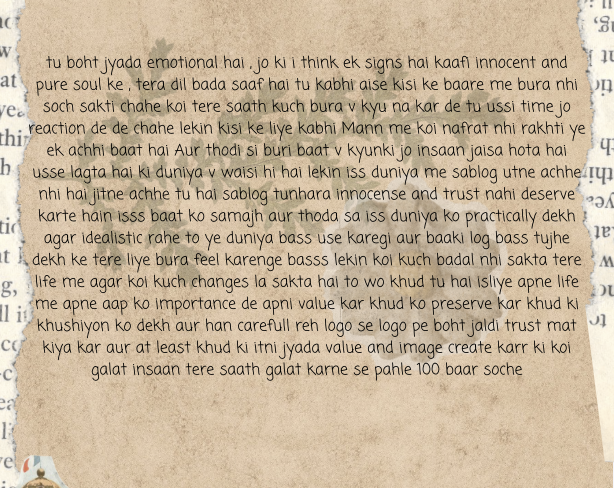 tu boht jyada emotional hai , jo ki i think ek signs hai kaafi innocent and
pure soul ke , tera dil bada saaf hai tu kabhi aise kisi ke baare me bura nhi
soch sakti chahe koi tere saath kuch bura v kyu na kar de tu ussi time jo
reaction de de chahe lekin kisi ke liye kabhi Mann me koi nafrat nhi rakhti ye
ek achhi baat hai Aur thodi si buri baat v kyunki jo insaan jaisa hota hai
usse lagta hai ki duniya v waisi hi hai lekin iss duniya me sablog utne achhe
nhi hai jitne achhe tu hai sablog tunhara innocense and trust nahi deserve
karte hain isss baat ko samajh aur thoda sa iss duniya ko practically dekh
agar idealistic rahe to ye duniya bass use karegi aur baaki log bass tujhe
dekh ke tere liye bura feel karenge basss lekin koi kuch badal nhi sakta tere
life me agar koi kuch changes la sakta hai to wo khud tu hai isliye apne life
me apne aap ko importance de apni value kar khud ko preserve kar khud ki
khushiyon ko dekh aur han carefull reh logo se logo pe boht jaldi trust mat
kiya kar aur at least khud ki itni jyada value and image create karr ki koi
galat insaan tere saath galat karne se pahle 100 baar soche